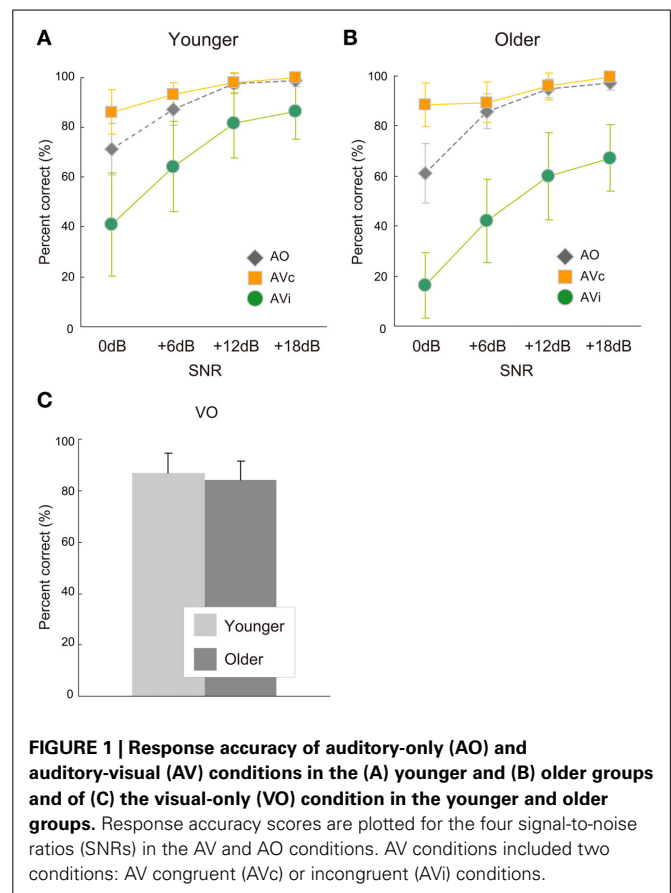 A
Younger
B
Older
100
80
60
40
20
0
Percent correct (%)
AO
AVc
AVi
0dB +6dB +12dB +18dB
SNR
100
80
60
40
20
0
Percent correct (%)
AO
AVc
AVi
0dB +6dB +12dB +18dB
SNR
C
VO
100
80
60
40
20
0
Percent correct (%)
Younger
Older
FIGURE 1 | Response accuracy of auditory-only (AO) and
auditory-visual (AV) conditions in the (A) younger and (B) older groups
and of (C) the visual-only (VO) condition in the younger and older
groups. Response accuracy scores are plotted for the four signal-to-noise
ratios (SNRs) in the AV and AO conditions. AV conditions included two
conditions: AV congruent (AVc) or incongruent (AVi) conditions.